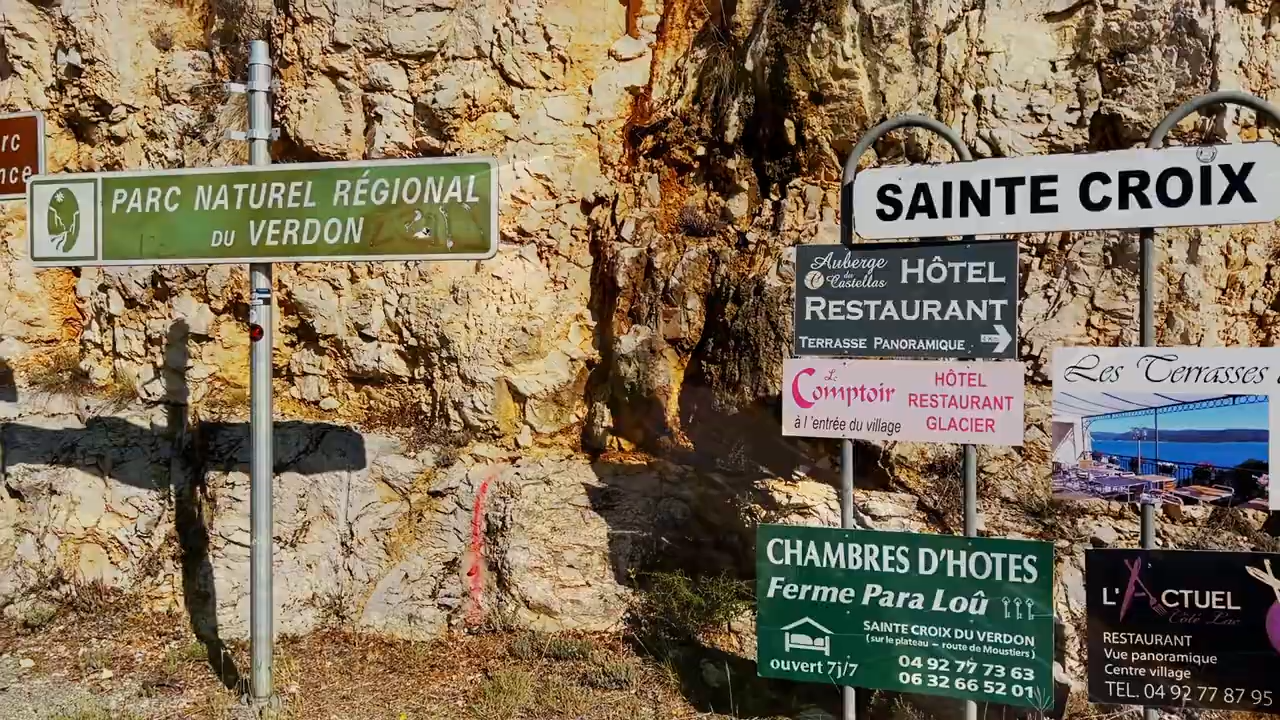 rc
nce
PARC NATUREL RÉGIONAL
DU VERDON
SAINTE CROIX
Auberge
du
Castellas
HÔTEL
RESTAURANT
TERRASSE PANORAMIQUE
Le
Comptoir
à l'entrée du village
HÔTEL
RESTAURANT
GLACIER
Les Terrasses
CHAMBRES D'HOTES
Ferme Para Loû
SAINTE CROIX DU VERDON
(sur le plateau – route de Moustiers)
ouvert 7j/7
04 92 77 73 63
06 32 66 52 01
L'ACTUEL
Côté Lac
RESTAURANT
Vue panoramique
Centre village
TEL. 04 92 77 87 95